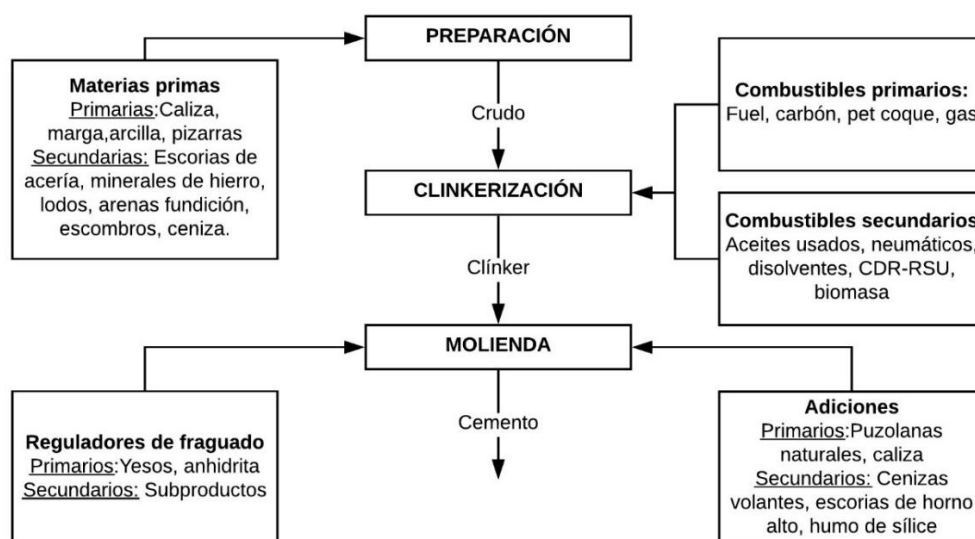 PREPARACIÓN
Materias primas
Primarias:Caliza,
marga,arcilla, pizarras
Secundarias: Escorias de
acería, minerales de hierro,
lodos, arenas fundición,
escombros, ceniza.
Crudo
Combustibles primarios:
Fuel, carbón, pet coque, gas
CLINKERIZACIÓN
Combustibles secundarios
Aceites usados, neumáticos,
disolventes, CDR-RSU,
biomasa
Clínker
MOLIENDA
Reguladores de fraguado
Primarios:Yesos, anhidrita
Secundarios: Subproductos
Cemento
Adiciones
Primarios:Puzolanas
naturales, caliza
Secundarios: Cenizas
volantes, escorias de horno
alto, humo de sílice